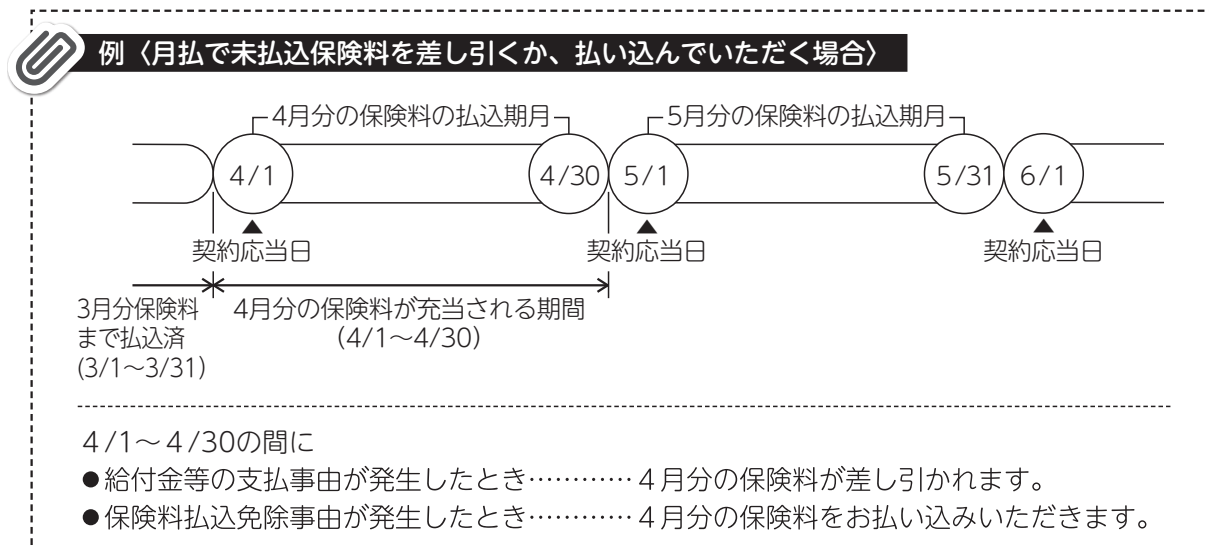 例〈月払で未払込保険料を差し引くか、払い込んでいただく場合〉
4月分の保険料の払込期月
5月分の保険料の払込期月
4/1
4/30
5/1
5/31
6/1
契約応当日
契約応当日
契約応当日
3月分保険料
まで払込済
(3/1～3/31)
4月分の保険料が充当される期間
(4/1～4/30)
4/1～4/30の間に
●給付金等の支払事由が発生したとき…………4月分の保険料が差し引かれます。
●保険料払込免除事由が発生したとき…………4月分の保険料をお払い込みいただきます。